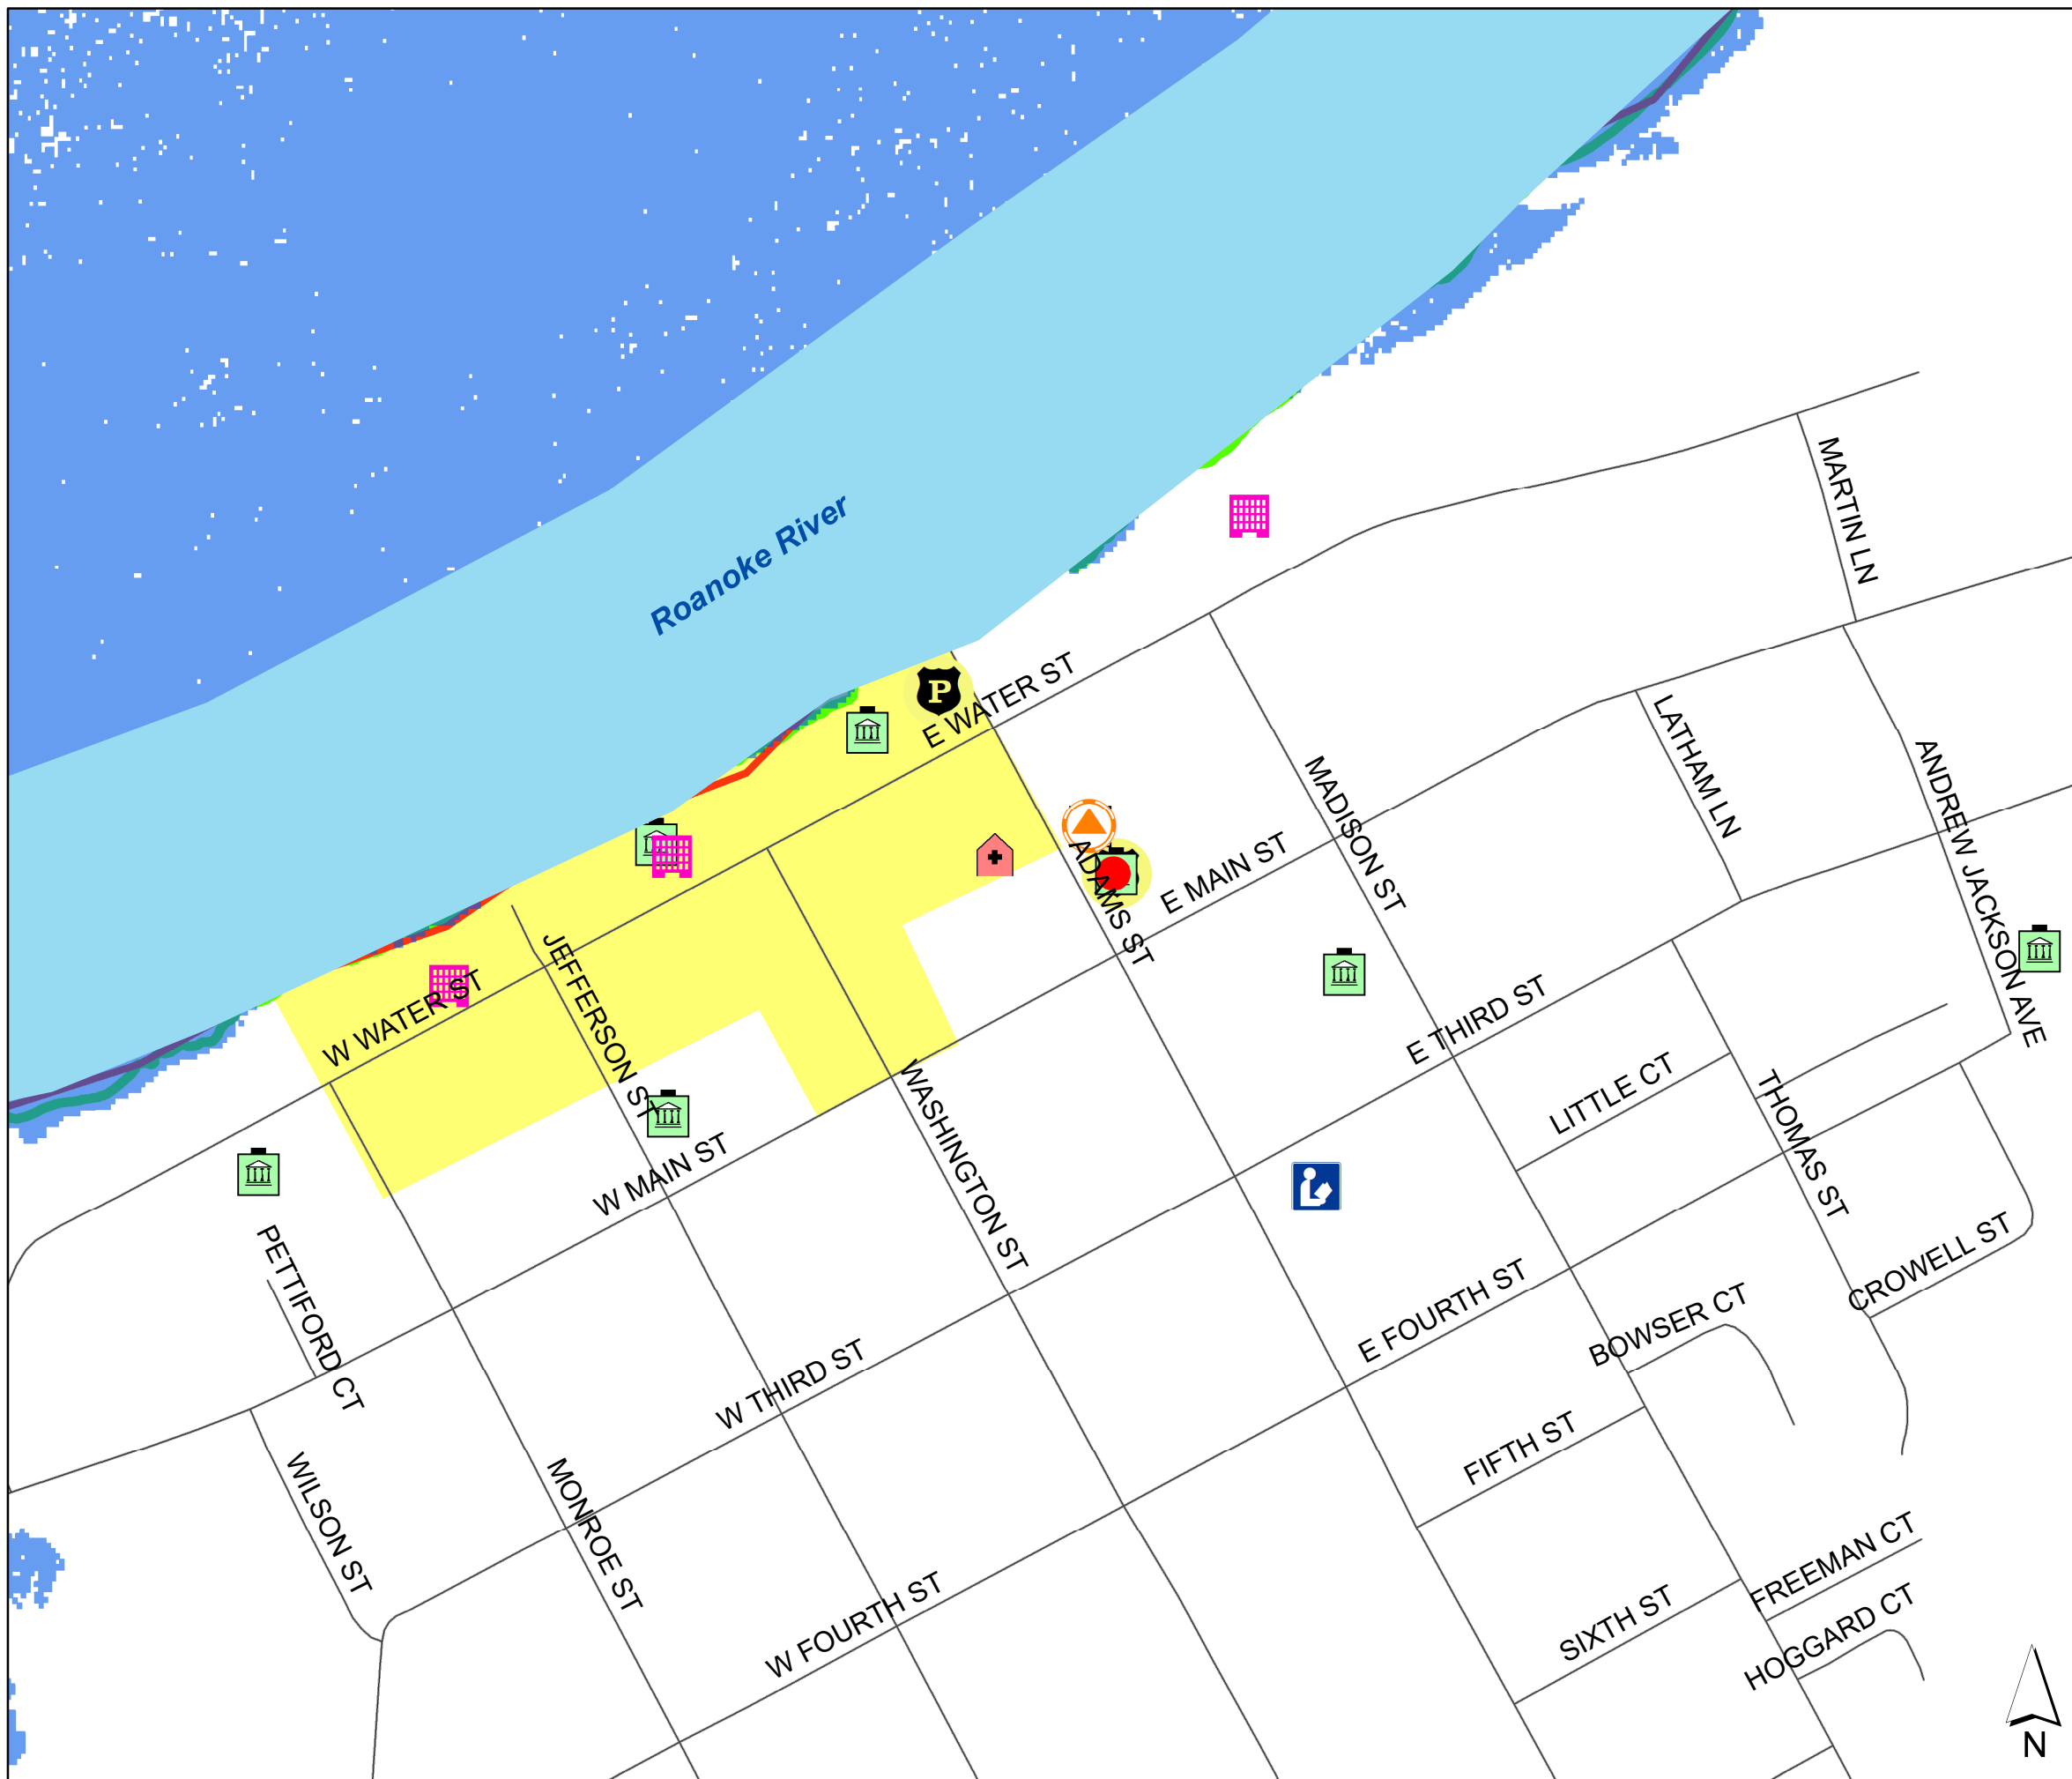 Roanoke River
MARTIN LN
P
E WATER ST
LATHAM LN
ANDREW JACKSON AVE
MADISON ST
ADAMS ST
E MAIN ST
JEFFERSON ST
W WATER ST
E THIRD ST
LITTLE CT
THOMAS ST
WASHINGTON ST
W MAIN ST
PETTIFORD CT
CROWELL ST
E FOURTH ST
BOWSER CT
W THIRD ST
FIFTH ST
WILSON ST
MONROE ST
FREEMAN CT
W FOURTH ST
SIXTH ST
HOGGARD CT
N